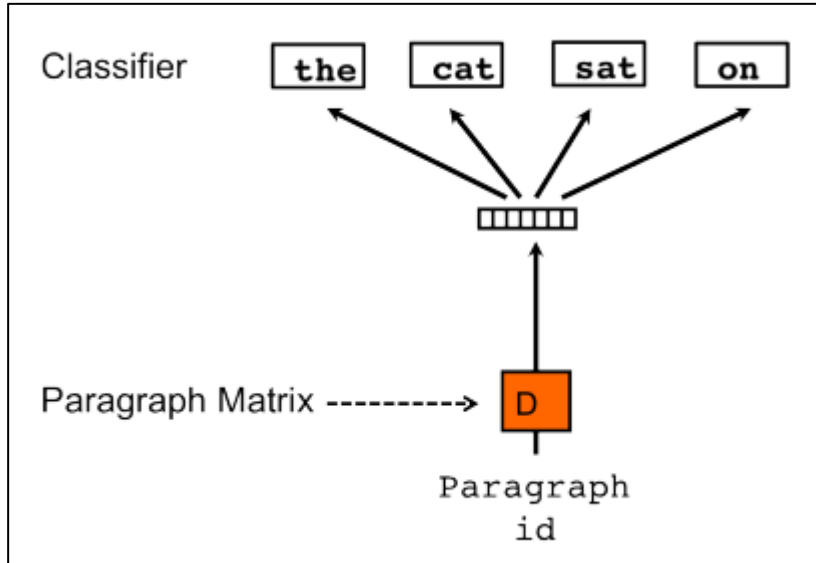 Classifier the cat sat on
Paragraph Matrix D
Paragraph
id